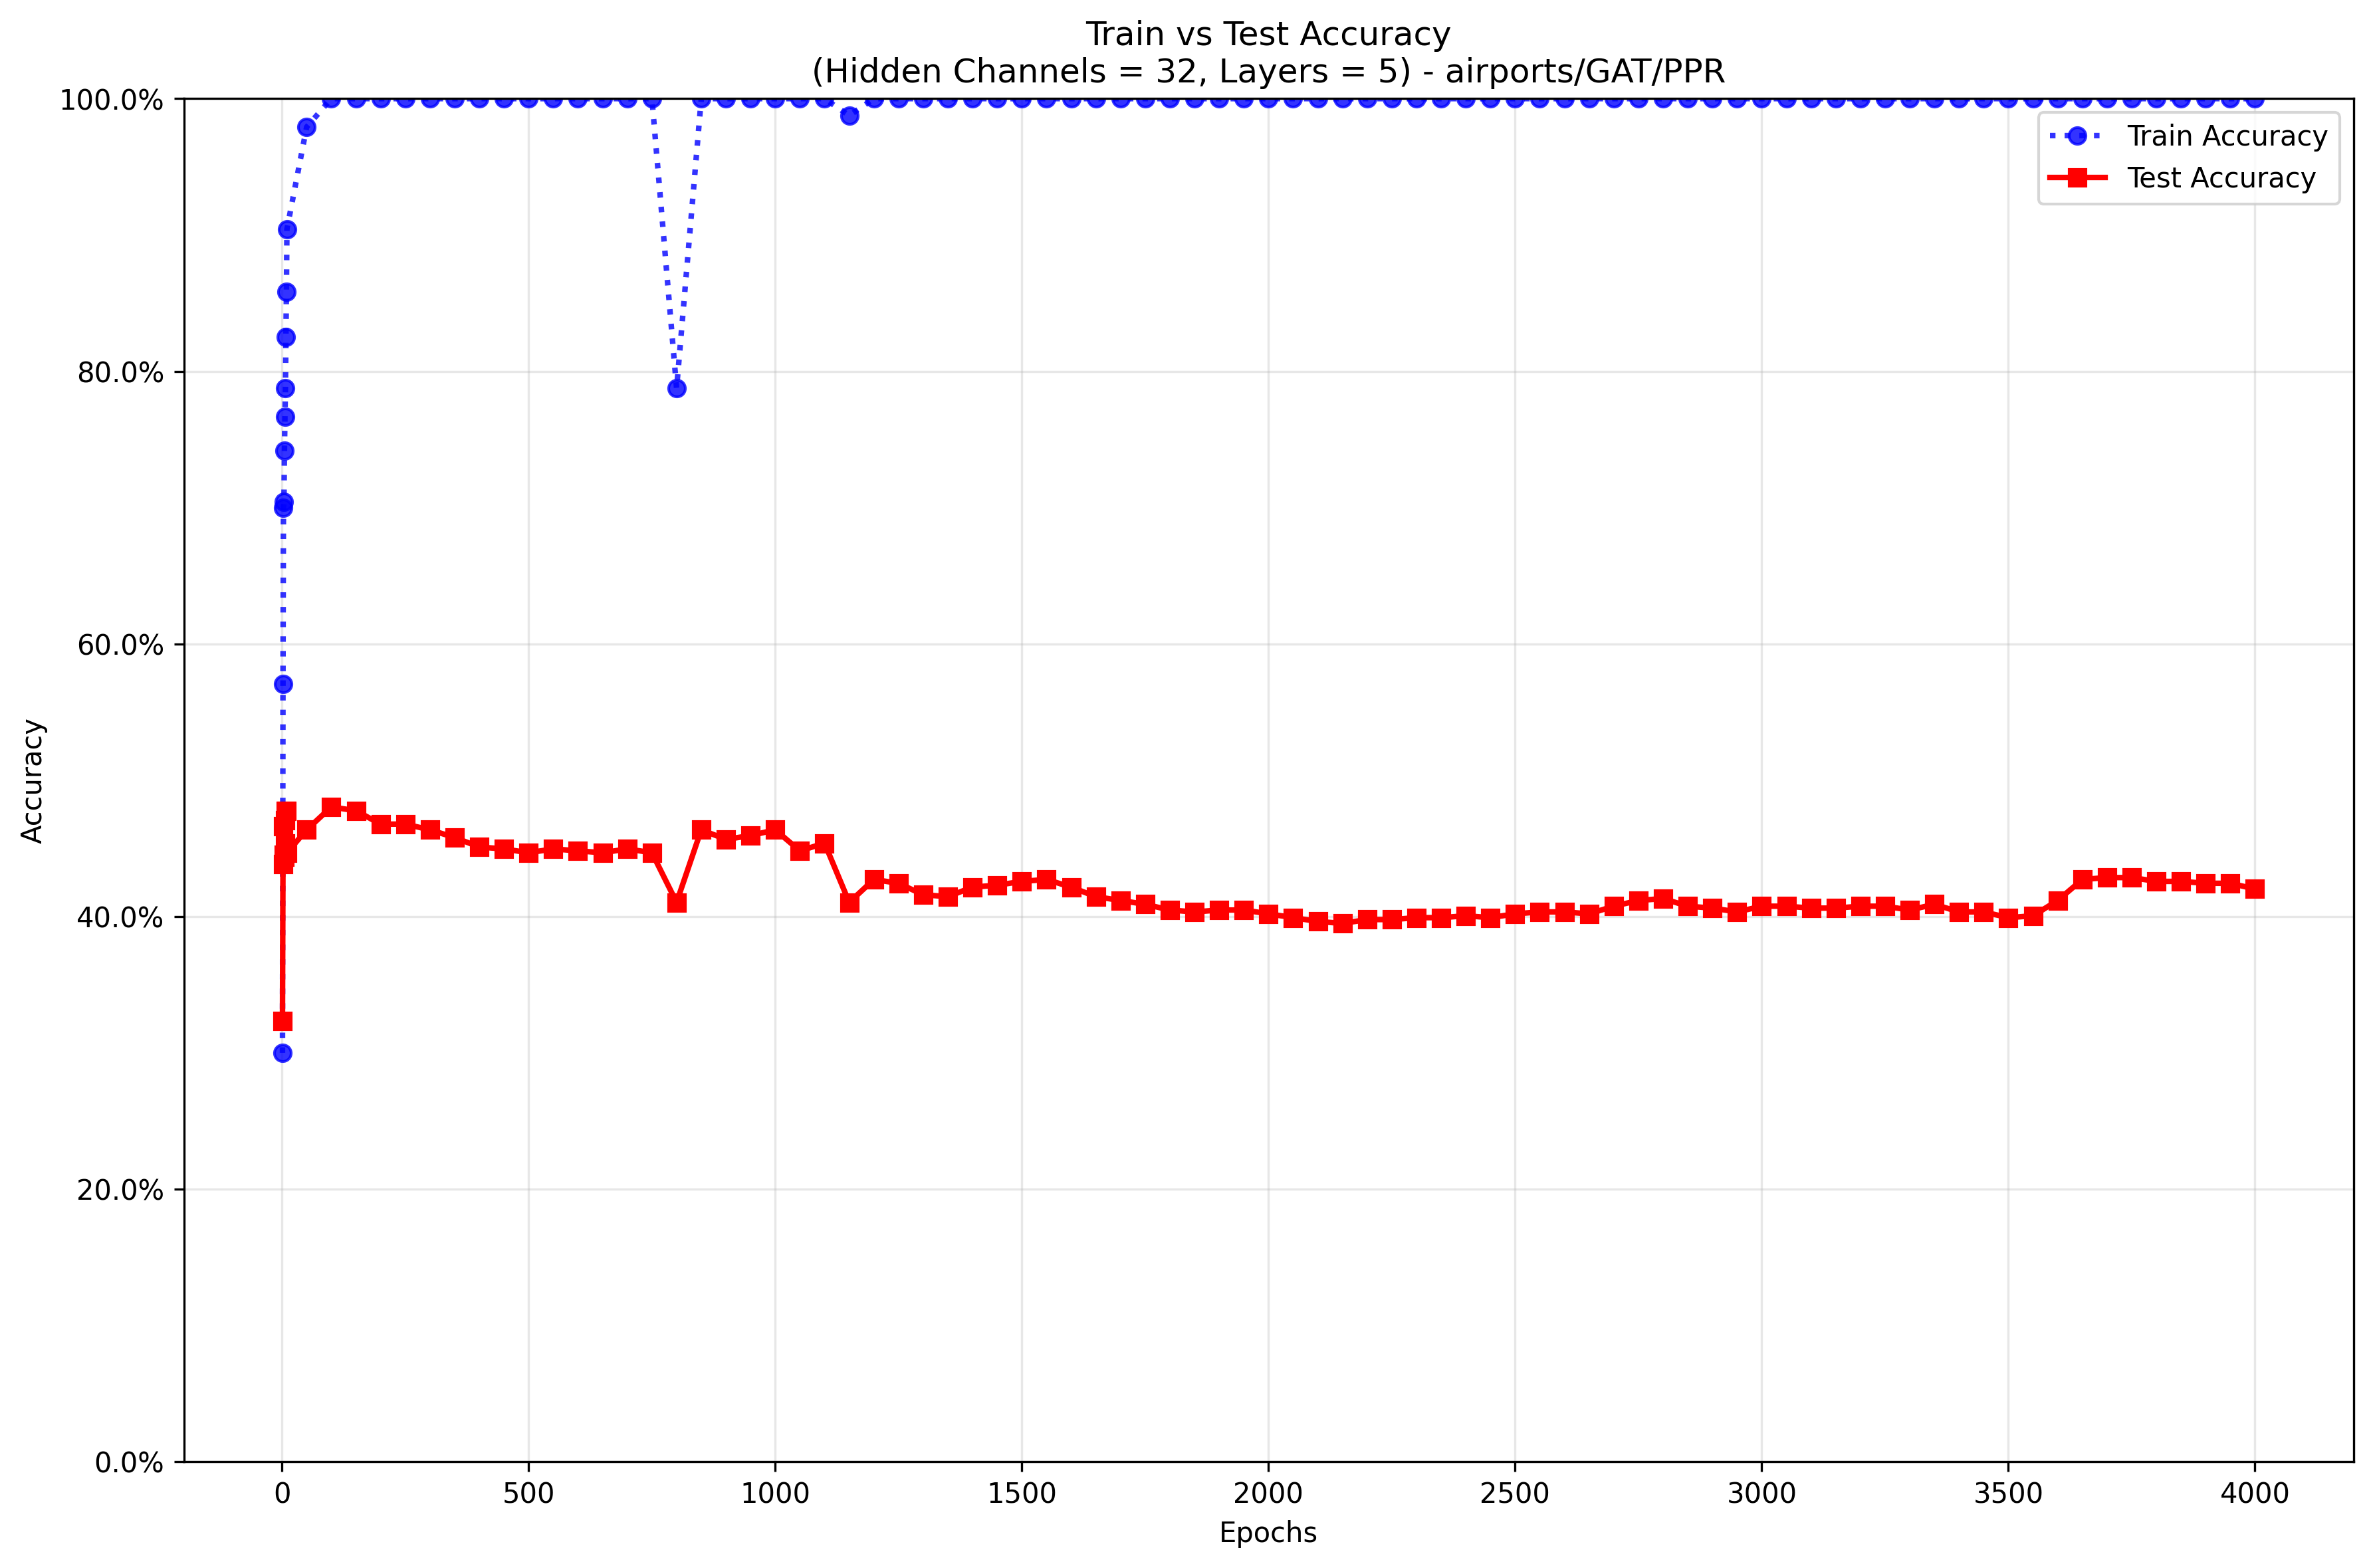 Train vs Test Accuracy
(Hidden Channels = 32, Layers = 5) - airports/GAT/PPR
100.0%
80.0%
60.0%
40.0%
20.0%
0.0%
Accuracy
Train Accuracy
Test Accuracy
0
500
1000
1500
2000
2500
3000
3500
4000
Epochs